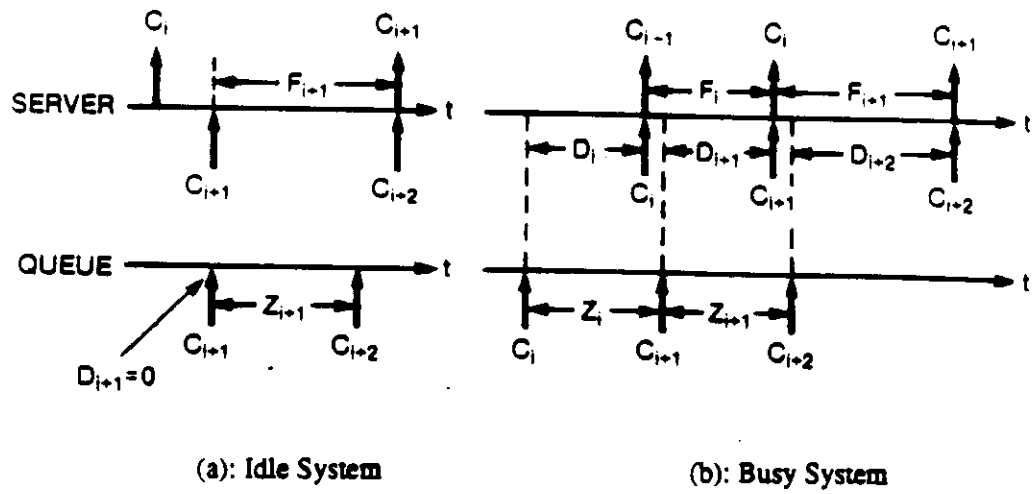 C_i C_{i+1} C_{i-1} C_i C_{i+1}
F_{i+1} F_i F_{i+1}
SERVER t t
D_i D_{i+1} D_{i+2}
C_{i+1} C_{i+2} C_i C_{i+1} C_{i+2}
QUEUE t t
Z_{i+1} Z_i Z_{i+1}
C_{i+1} C_{i+2} C_i C_{i+1} C_{i+2}
D_{i+1}=0
(a): Idle System (b): Busy System